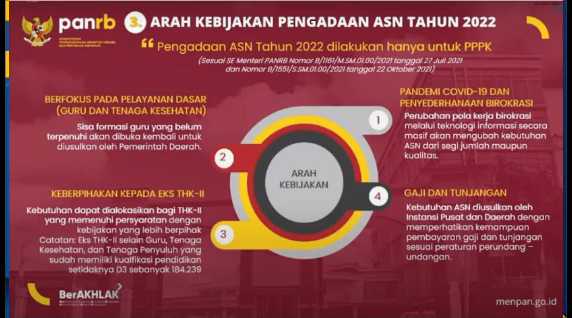 panrb
KEMENTERIAN
PENDAYAGUNAAN APARATUR NEGARA
DAN REFORMASI BIROKRASI
3. ARAH KEBIJAKAN PENGADAAN ASN TAHUN 2022
“ Pengadaan ASN Tahun 2022 dilakukan hanya untuk PPPK
(Sesuai SE Menteri PANRB Nomor B/1161/M.SM.01.00/2021 tanggal 27 Juli 2021
dan Nomor B/1551/S.SM.01.00/2021 tanggal 22 Oktober 2021)
BERFOKUS PADA PELAYANAN DASAR
(GURU DAN TENAGA KESEHATAN)
Sisa formasi guru yang belum
terpenuhi akan dibuka kembali untuk
diusulkan oleh Pemerintah Daerah.
KEBERPIHAKAN KEPADA EKS THK-II
Kebutuhan dapat dialokasikan bagi THK-II
yang memenuhi persyaratan dengan
kebijakan yang lebih berpihak
Catatan: Eks THK-II selain Guru, Tenaga
Kesehatan, dan Tenaga Penyuluh yang
sudah memiliki kualfikasi pendidikan
setidaknya D3 sebanyak 184.239
1
2
3
4
ARAH
KEBIJAKAN
PANDEMI COVID-19 DAN
PENYEDERHANAAN BIROKRASI
Perubahan pola kerja birokrasi
melalui teknologi informasi secara
masif akan mengubah kebutuhan
ASN dari segi jumlah maupun
kualitas.
GAJI DAN TUNJANGAN
Kebutuhan ASN diusulkan oleh
Instansi Pusat dan Daerah dengan
memperhatikan kemampuan
pembayaran gaji dan tunjangan
sesuai peraturan perundang –
undangan.
BerAKHLAK
menpan.go.id